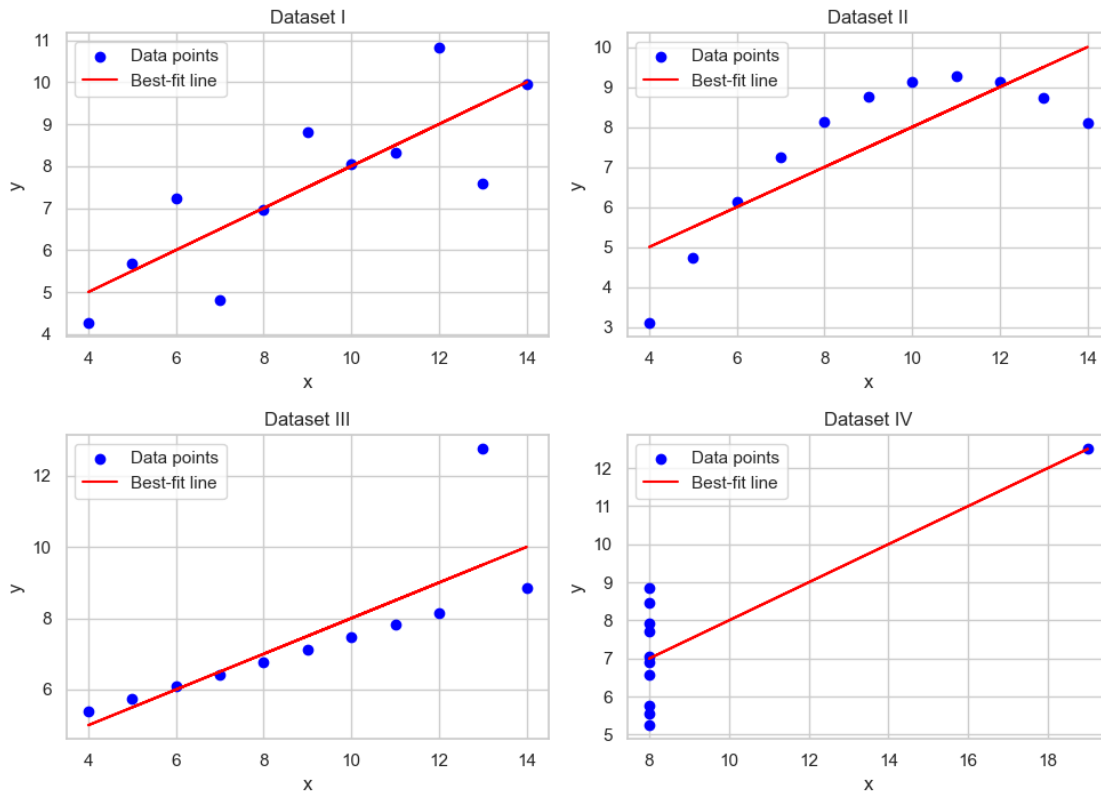 Dataset I
Data points
Best-fit line
11
10
9
8
7
6
5
4
y
4 6 8 10 12 14
x
Dataset II
Data points
Best-fit line
10
9
8
7
6
5
4
3
y
4 6 8 10 12 14
x
Dataset III
Data points
Best-fit line
12
10
8
6
y
4 6 8 10 12 14
x
Dataset IV
Data points
Best-fit line
12
11
10
9
8
7
6
5
y
8 10 12 14 16 18
x